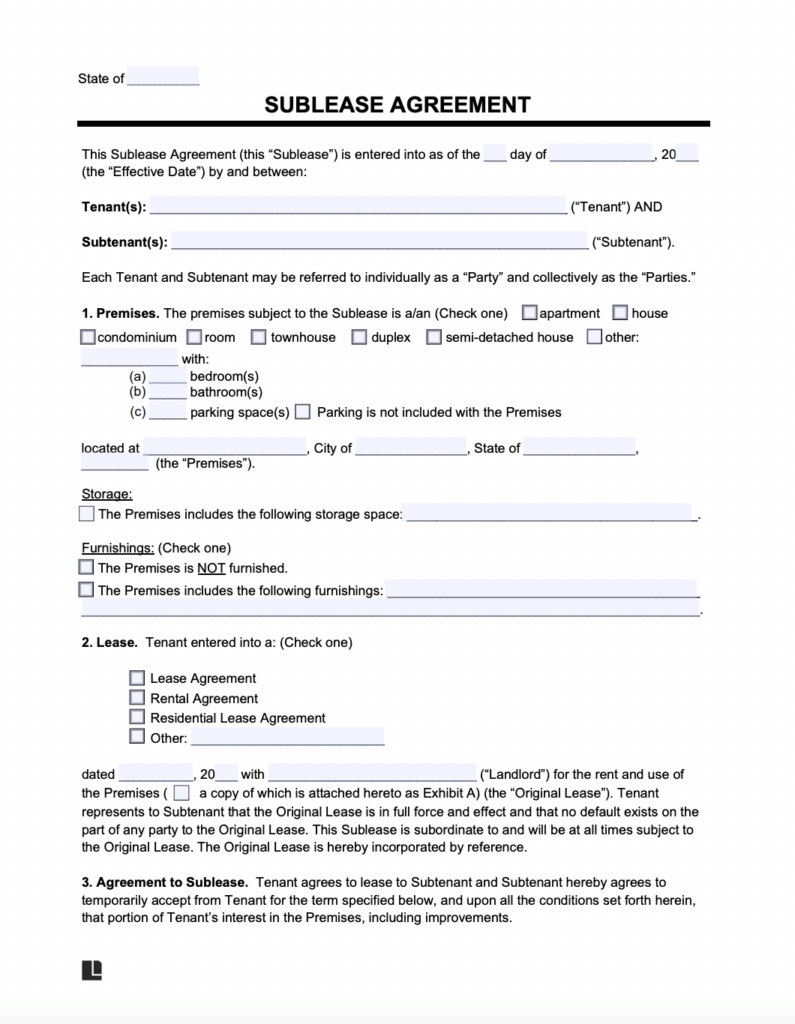 State of
SUBLEASE AGREEMENT
This Sublease Agreement (this “Sublease”) is entered into as of the ___ day of ______________, 20___
(the “Effective Date”) by and between:
Tenant(s): ______________ (“Tenant”) AND
Subtenant(s): ______________ (“Subtenant”).
Each Tenant and Subtenant may be referred to individually as a “Party” and collectively as the “Parties.”
1. Premises. The premises subject to the Sublease is a/an (Check one) ☐ apartment ☐ house
☐ condominium ☐ room ☐ townhouse ☐ duplex ☐ semi-detached house ☐ other:
______________ with:
(a) _____ bedroom(s)
(b) _____ bathroom(s)
(c) _____ parking space(s) ☐ Parking is not included with the Premises
located at ______________, City of ______________, State of ______________,
_________ (the “Premises”).
Storage:
☐ The Premises includes the following storage space: ______________.
Furnishings: (Check one)
☐ The Premises is NOT furnished.
☐ The Premises includes the following furnishings: ______________
______________.
2. Lease. Tenant entered into a: (Check one)
☐ Lease Agreement
☐ Rental Agreement
☐ Residential Lease Agreement
☐ Other: ______________
dated __________, 20___ with ______________ (“Landlord”) for the rent and use of
the Premises ( ☐ a copy of which is attached hereto as Exhibit A) (the “Original Lease”). Tenant
represents to Subtenant that the Original Lease is in full force and effect and that no default exists on the
part of any party to the Original Lease. This Sublease is subordinate to and will be at all times subject to
the Original Lease. The Original Lease is hereby incorporated by reference.
3. Agreement to Sublease. Tenant agrees to lease to Subtenant and Subtenant hereby agrees to
temporarily accept from Tenant for the term specified below, and upon all the conditions set forth herein,
that portion of Tenant’s interest in the Premises, including improvements.